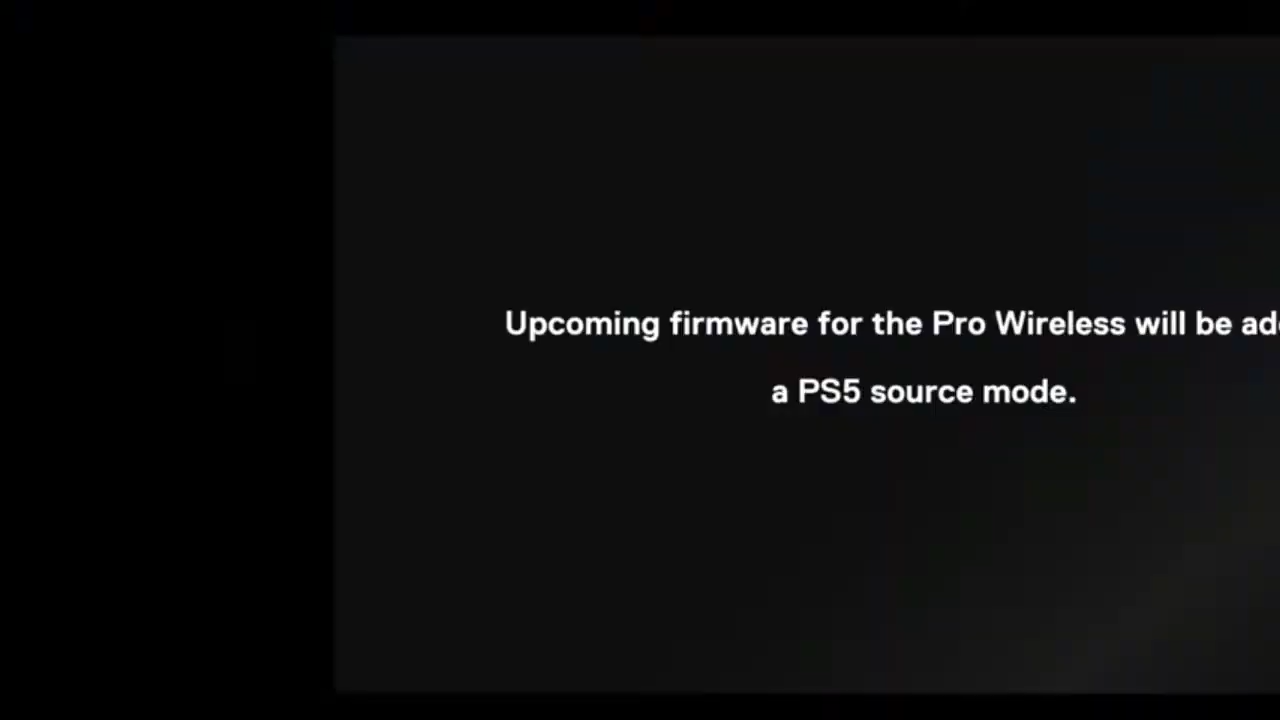 Upcoming firmware for the Pro Wireless will be
a PS5 source mode.